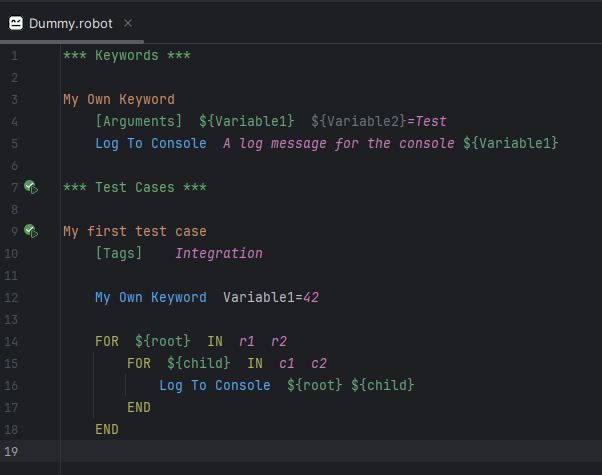 Dummy.robot ×
1 *** Keywords ***
2
3 My Own Keyword
4     [Arguments]  ${Variable1}  ${Variable2}=Test
5     Log To Console  A log message for the console ${Variable1}
6
7 *** Test Cases ***
8
9 My first test case
10     [Tags]    Integration
11
12     My Own Keyword  Variable1=42
13
14     FOR  ${root}  IN  r1  r2
15         FOR  ${child}  IN  c1  c2
16             Log To Console  ${root} ${child}
17         END
18     END
19